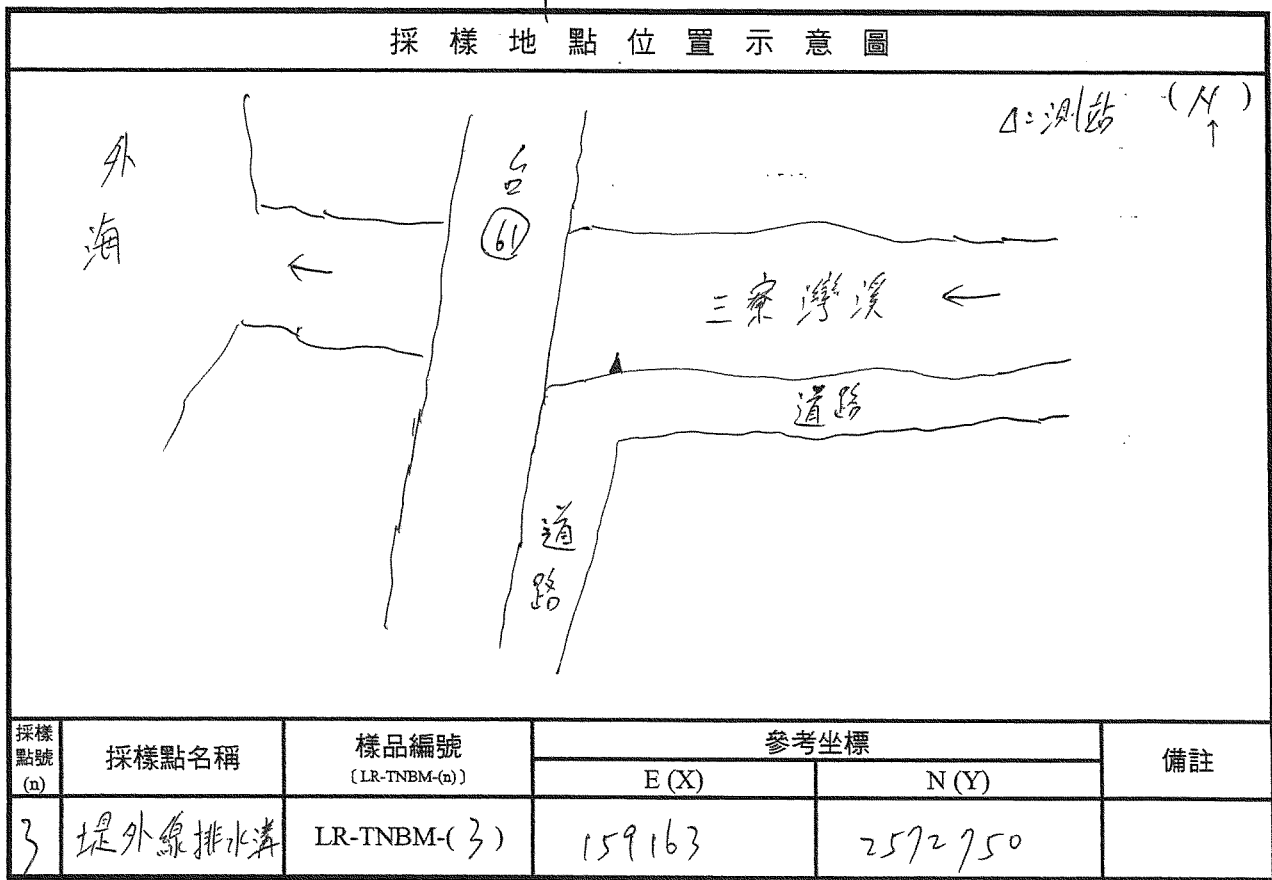 採樣地點位置示意圖
外海
台
61
△:測站
(N)
↑
←
三寮灣溪 ←
道路
道路
採樣點號(n)
採樣點名稱
樣品編號
〔LR-TNBM-(n)〕
參考坐標
E (X)
N (Y)
備註
3
堤外線排水溝
LR-TNBM-(3)
159163
2572750